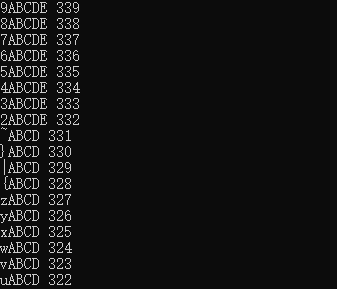 9ABCDE 339
8ABCDE 338
7ABCDE 337
6ABCDE 336
5ABCDE 335
4ABCDE 334
3ABCDE 333
2ABCDE 332
~ABCD 331
}ABCD 330
|ABCD 329
{ABCD 328
zABCD 327
yABCD 326
xABCD 325
wABCD 324
vABCD 323
uABCD 322